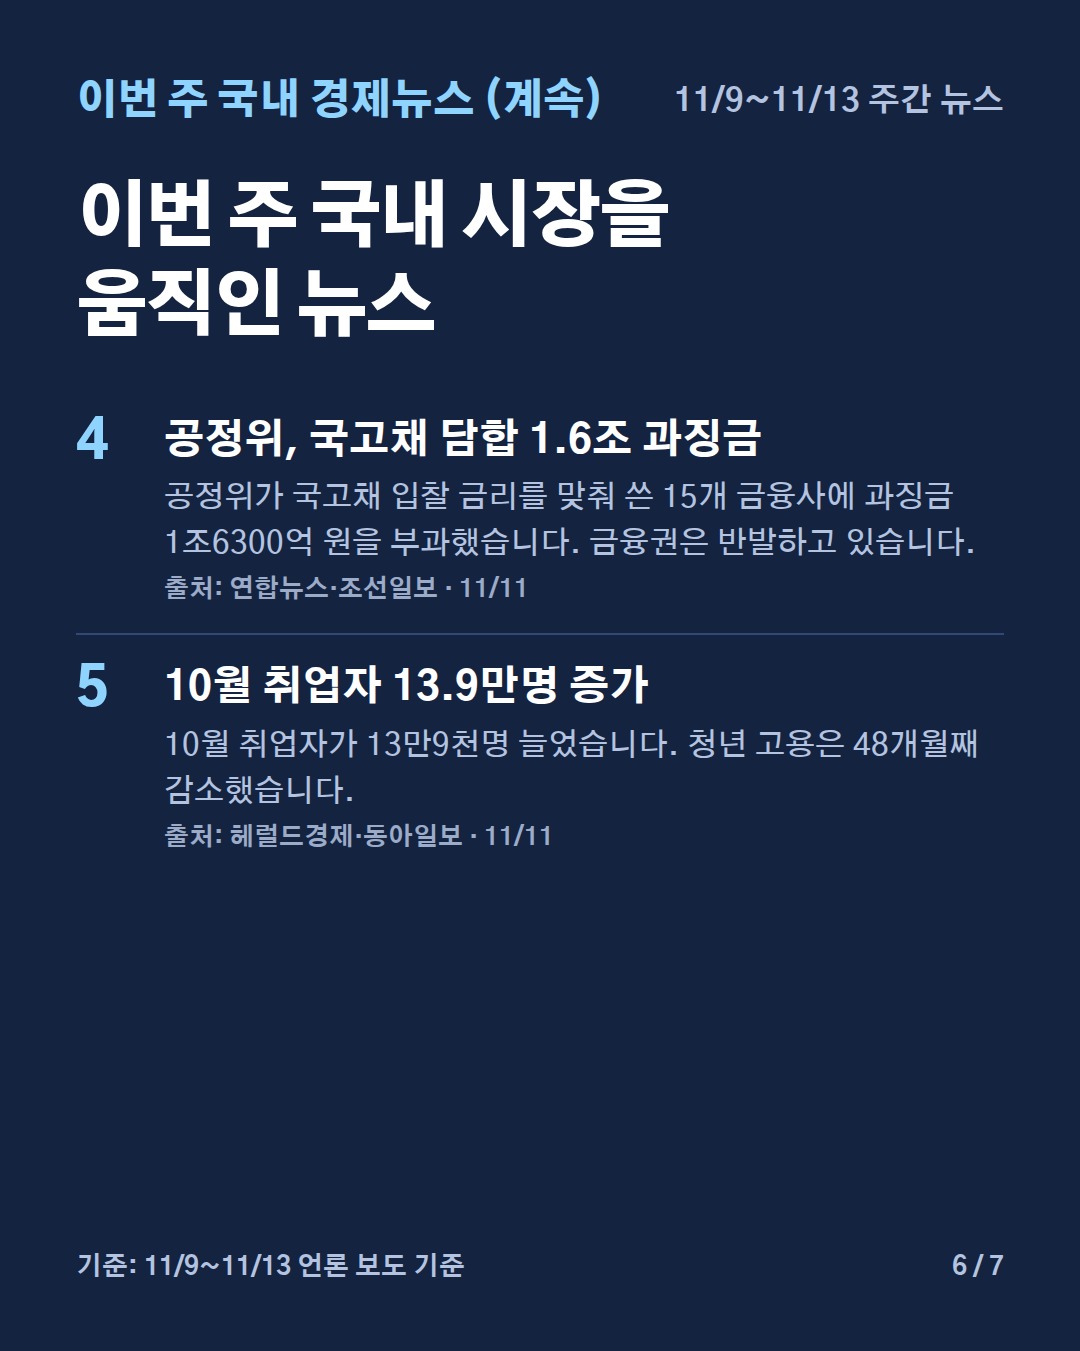 이번 주 국내 경제뉴스 (계속)
11/9~11/13 주간 뉴스
이번 주 국내 시장을
움직인 뉴스
4
공정위, 국고채 담합 1.6조 과징금
공정위가 국고채 입찰 금리를 맞춰 쓴 15개 금융사에 과징금
1조6300억 원을 부과했습니다. 금융권은 반발하고 있습니다.
출처: 연합뉴스·조선일보 · 11/11
5
10월 취업자 13.9만명 증가
10월 취업자가 13만9천명 늘었습니다. 청년 고용은 48개월째
감소했습니다.
출처: 헤럴드경제·동아일보 · 11/11
기준: 11/9~11/13 언론 보도 기준
6 / 7